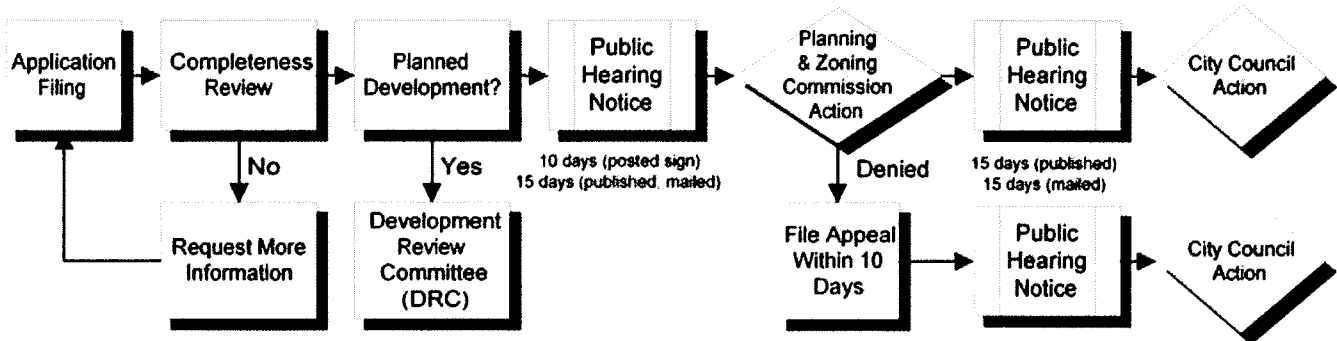 Application
Filing
Completeness
Review
Planned
Development?
Public
Hearing
Notice
Planning
& Zoning
Commission
Action
Public
Hearing
Notice
City Council
Action
No
Yes
10 days (posted sign)
15 days (published, mailed)
Denied
15 days (published)
15 days (mailed)
Request More
Information
Development
Review
Committee
(DRC)
File Appeal
Within 10
Days
Public
Hearing
Notice
City Council
Action